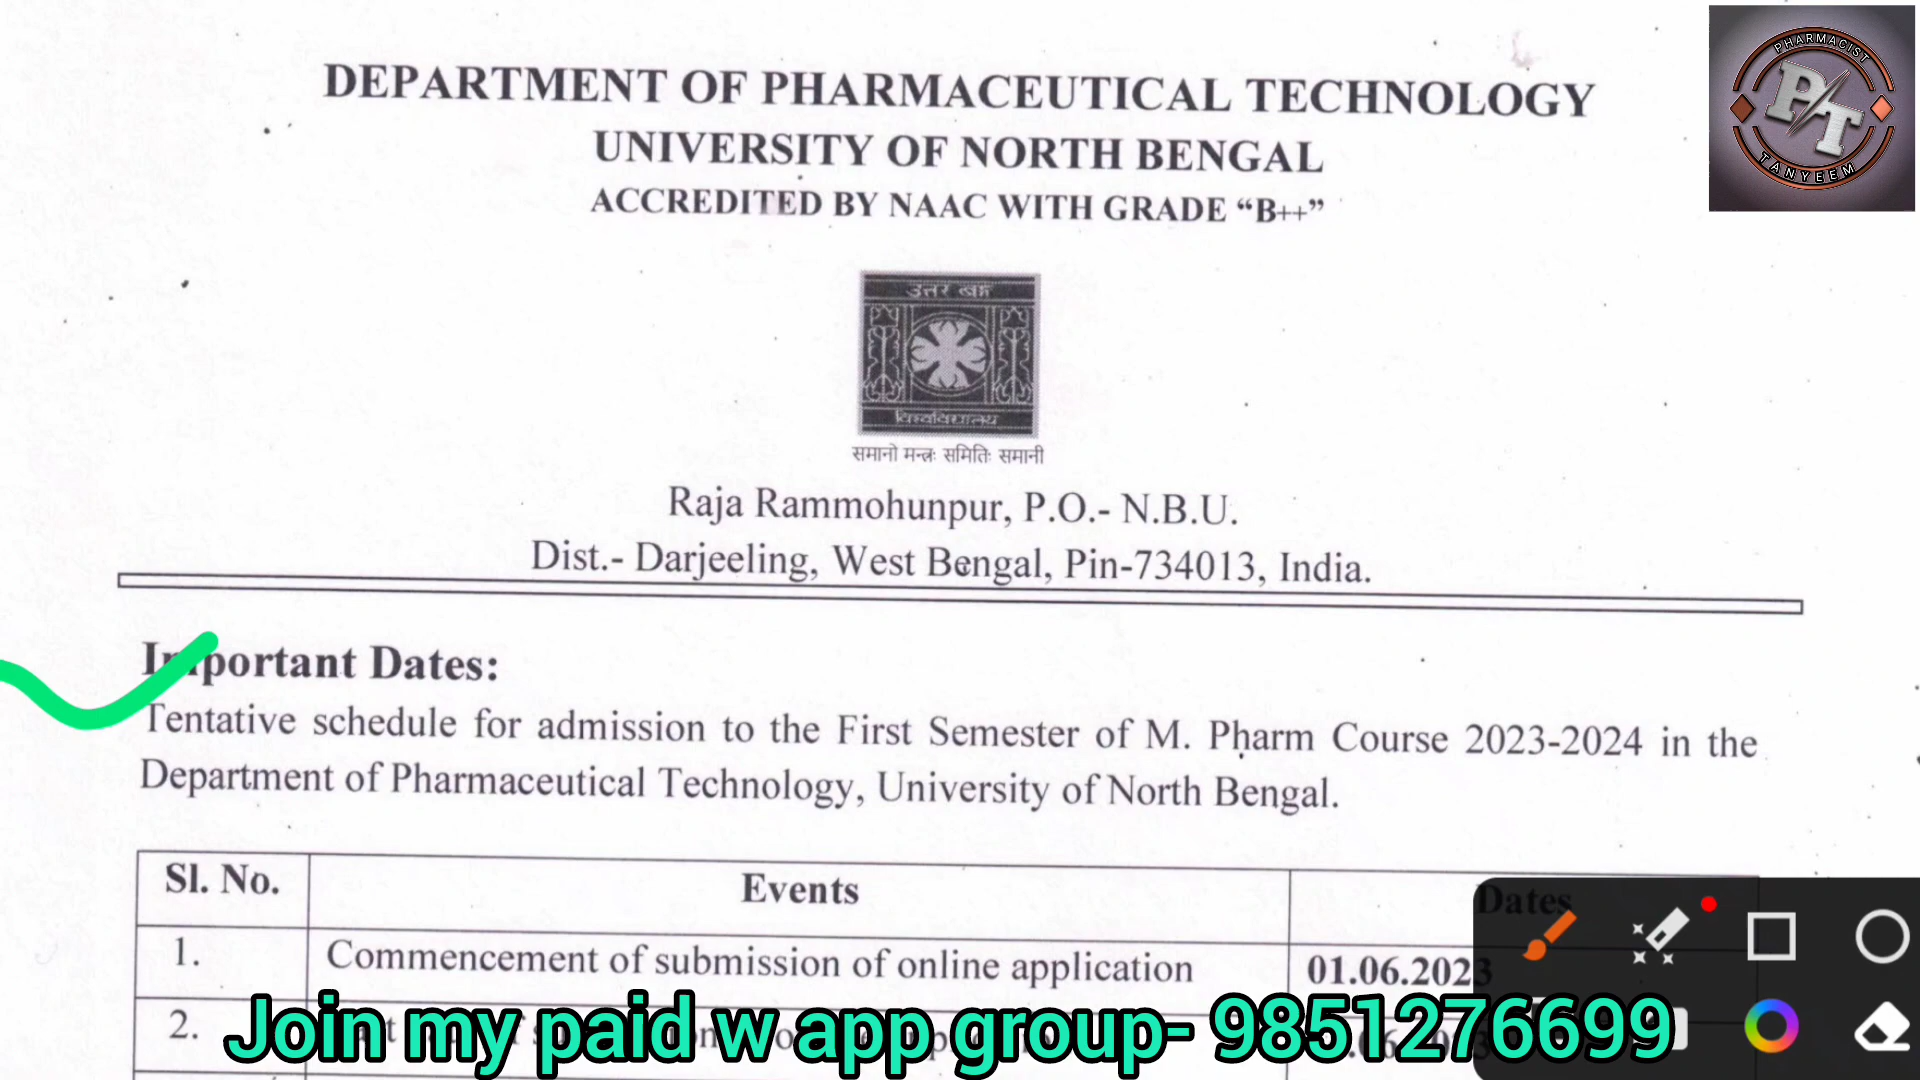 DEPARTMENT OF PHARMACEUTICAL TECHNOLOGY
UNIVERSITY OF NORTH BENGAL
ACCREDITED BY NAAC WITH GRADE “B++”
PHARMACIST
PT
TANYEEM
उत्तर बङ्ग
विश्वविद्यालय
समानो मन्त्रः समितिः समानी
Raja Rammohunpur, P.O.- N.B.U.
Dist.- Darjeeling, West Bengal, Pin-734013, India.
Important Dates:
Tentative schedule for admission to the First Semester of M. Pharm Course 2023-2024 in the
Department of Pharmaceutical Technology, University of North Bengal.
Sl. No. Events Dates
1. Commencement of submission of online application 01.06.2023
2.
Join my paid w app group- 9851276699